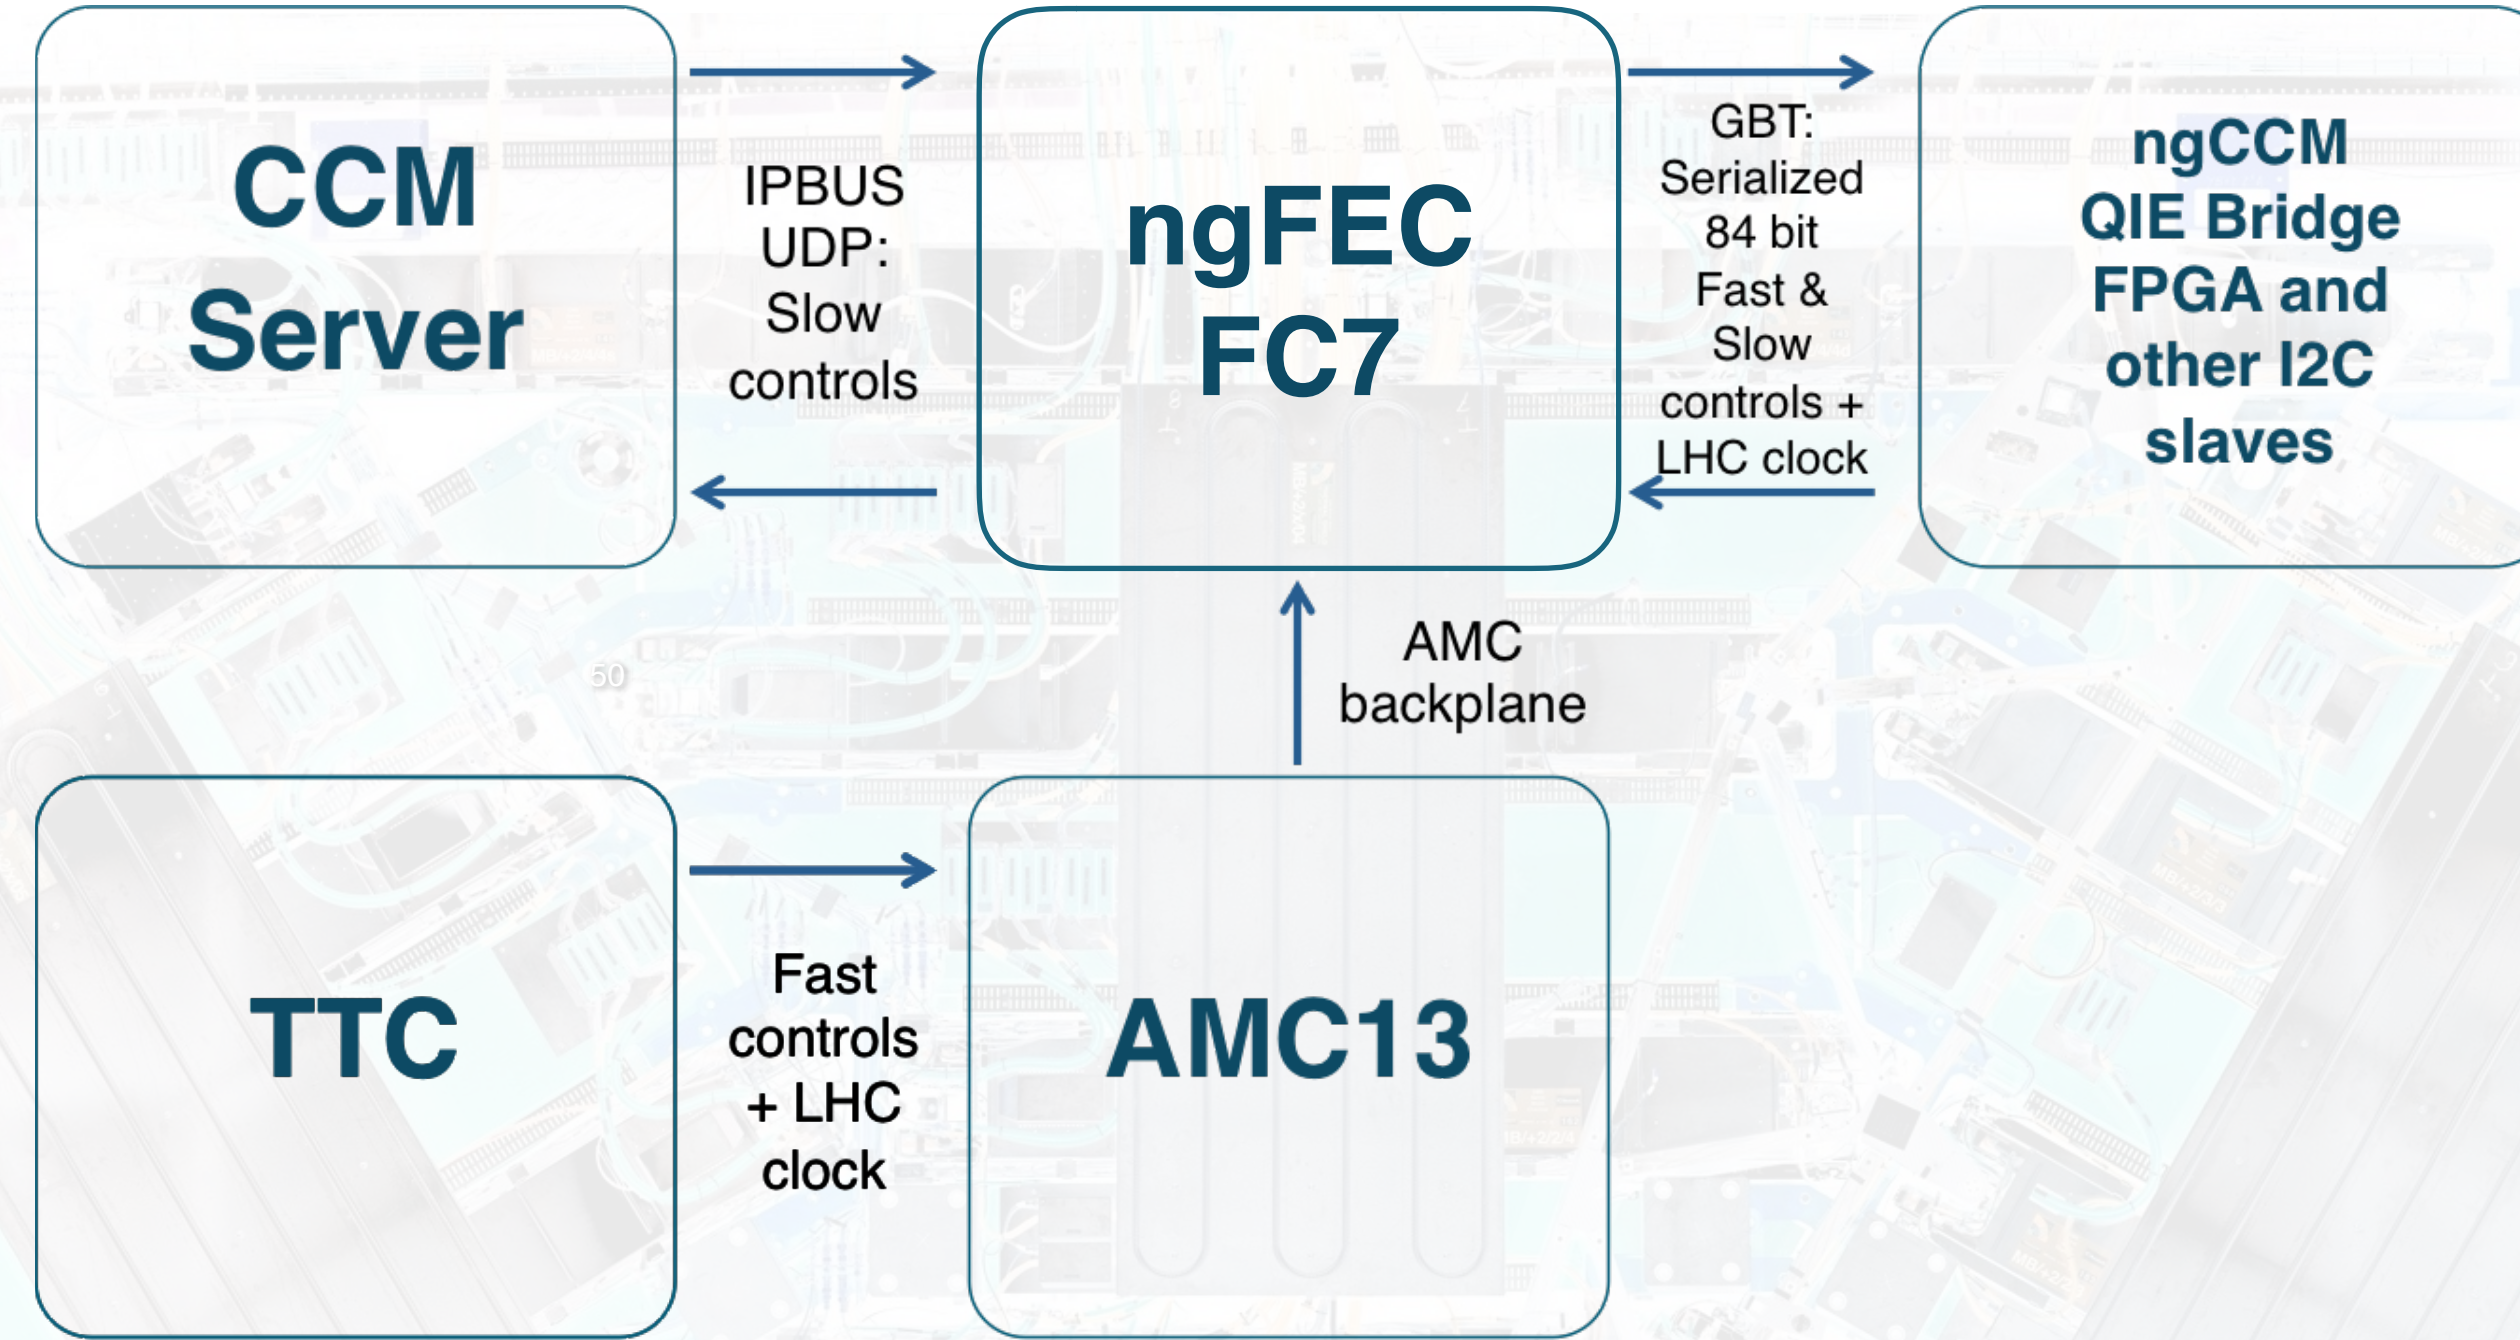 CCM
Server
IPBUS
UDP:
Slow
controls
ngFEC
FC7
GBT:
Serialized
84 bit
Fast &
Slow
controls +
LHC clock
ngCCM
QIE Bridge
FPGA and
other I2C
slaves
AMC
backplane
50
TTC
Fast
controls
+ LHC
clock
AMC13